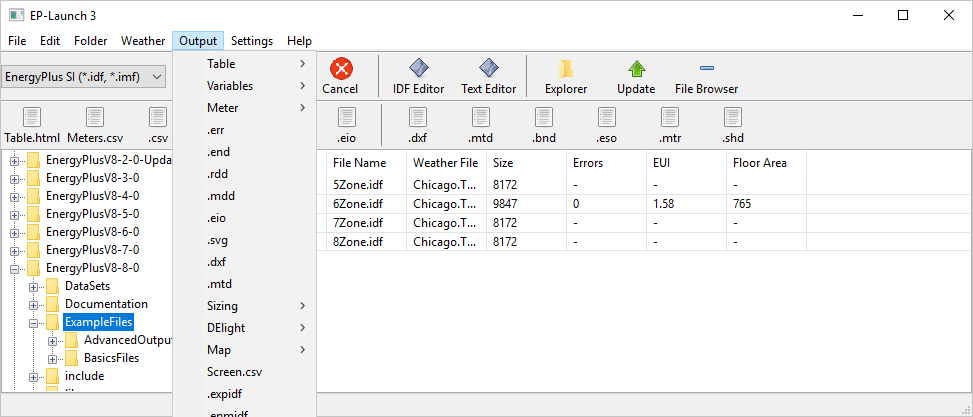 EP-Launch 3
File Edit Folder Weather Output Settings Help
EnergyPlus SI (*.idf, *.imf)
Cancel IDF Editor Text Editor Explorer Update File Browser
Table.html Meters.csv .csv .eio .dxf .mtd .bnd .eso .mtr .shd
Table
Variables
Meter
.err
.end
.rdd
.mdd
.eio
.svg
.dxf
.mtd
Sizing
DElight
Map
Screen.csv
.expidf
.epmidf
EnergyPlusV8-2-0-Upda
EnergyPlusV8-3-0
EnergyPlusV8-4-0
EnergyPlusV8-5-0
EnergyPlusV8-6-0
EnergyPlusV8-7-0
EnergyPlusV8-8-0
DataSets
Documentation
ExampleFiles
AdvancedOutpu
BasicsFiles
include
File Name Weather File Size Errors EUI Floor Area
5Zone.idf Chicago.T... 8172 - - -
6Zone.idf Chicago.T... 9847 0 1.58 765
7Zone.idf Chicago.T... 8172 - - -
8Zone.idf Chicago.T... 8172 - - -